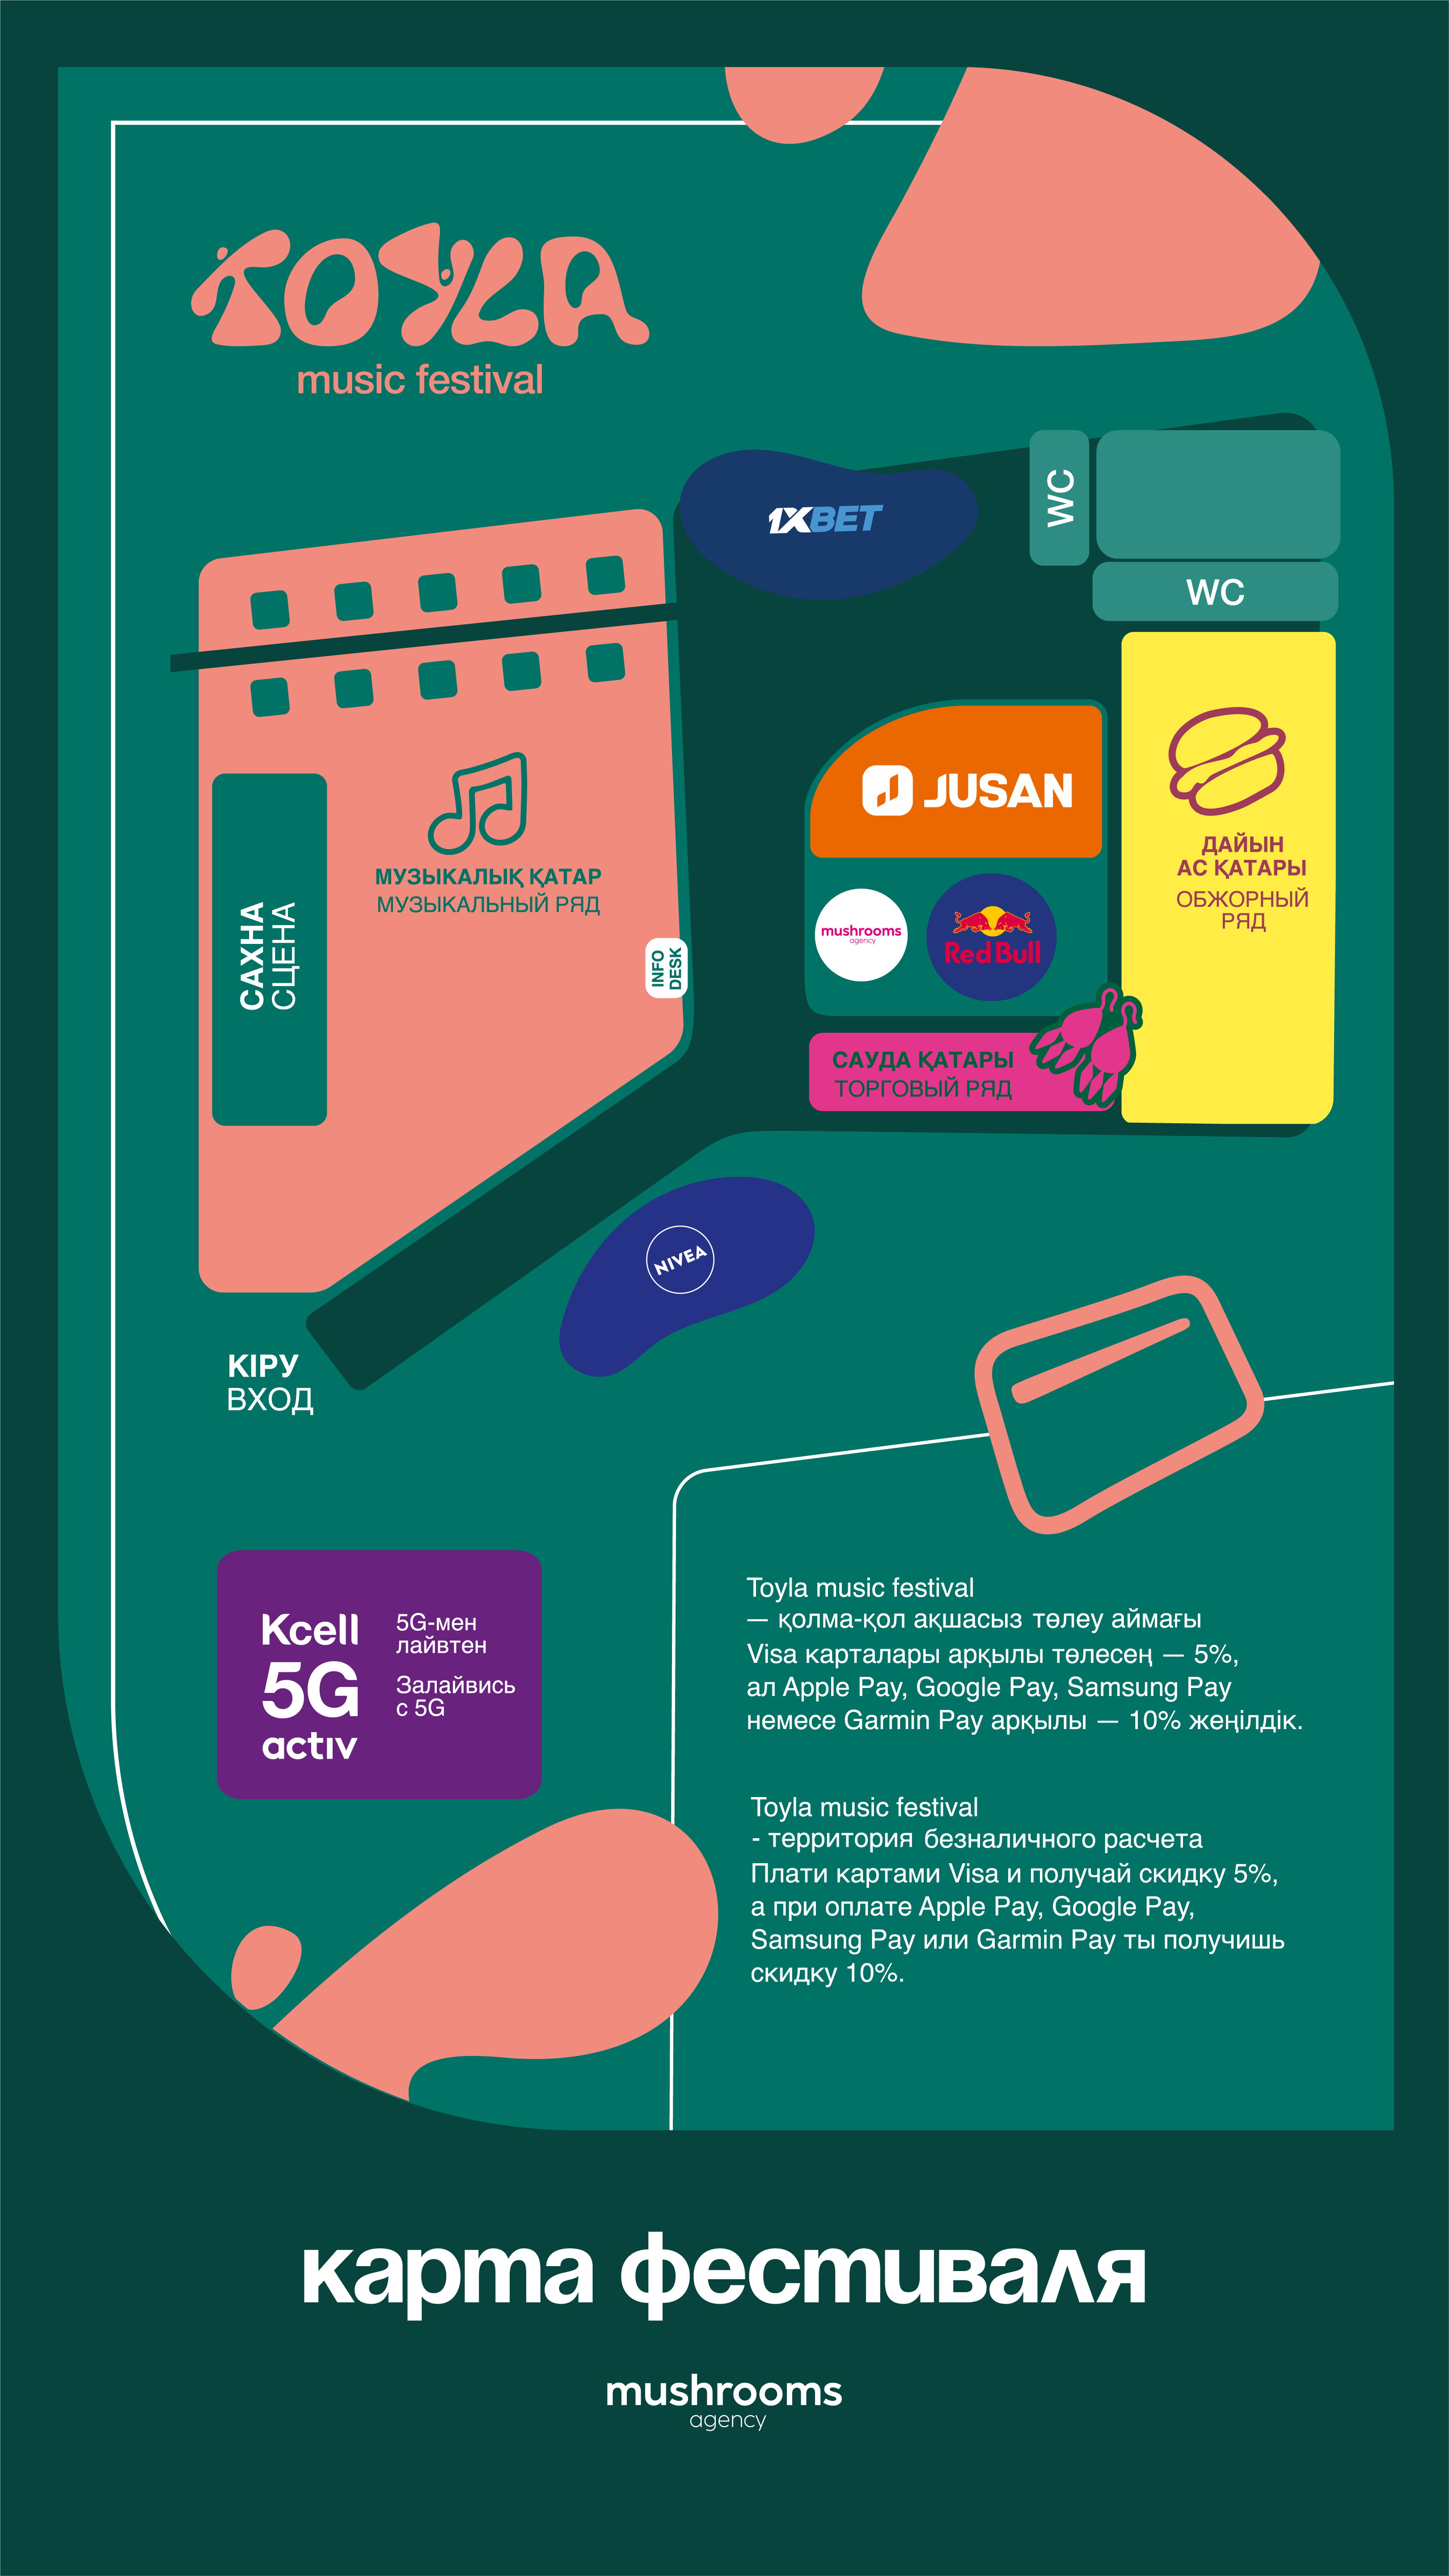 TOYLA
music festival
1XBET
WC
WC
JUSAN
ДАЙЫН
АС ҚАТАРЫ
ОБЖОРНЫЙ
РЯД
МУЗЫКАЛЫҚ ҚАТАР
МУЗЫКАЛЬНЫЙ РЯД
САХНА
СЦЕНА
INFO
DESK
mushrooms
agency
Red Bull
САУДА ҚАТАРЫ
ТОРГОВЫЙ РЯД
NIVEA
КІРУ
ВХОД
Kcell
5G
activ
5G-мен
лайвтен
Залайвись
с 5G
Toyla music festival
— қолма-қол ақшасыз төлеу аймағы
Visa карталары арқылы төлесең — 5%,
ал Apple Pay, Google Pay, Samsung Pay
немесе Garmin Pay арқылы — 10% жеңілдік.
Toyla music festival
- территория безналичного расчета
Плати картами Visa и получай скидку 5%,
а при оплате Apple Pay, Google Pay,
Samsung Pay или Garmin Pay ты получишь
скидку 10%.
карта фестиваля
mushrooms
agency